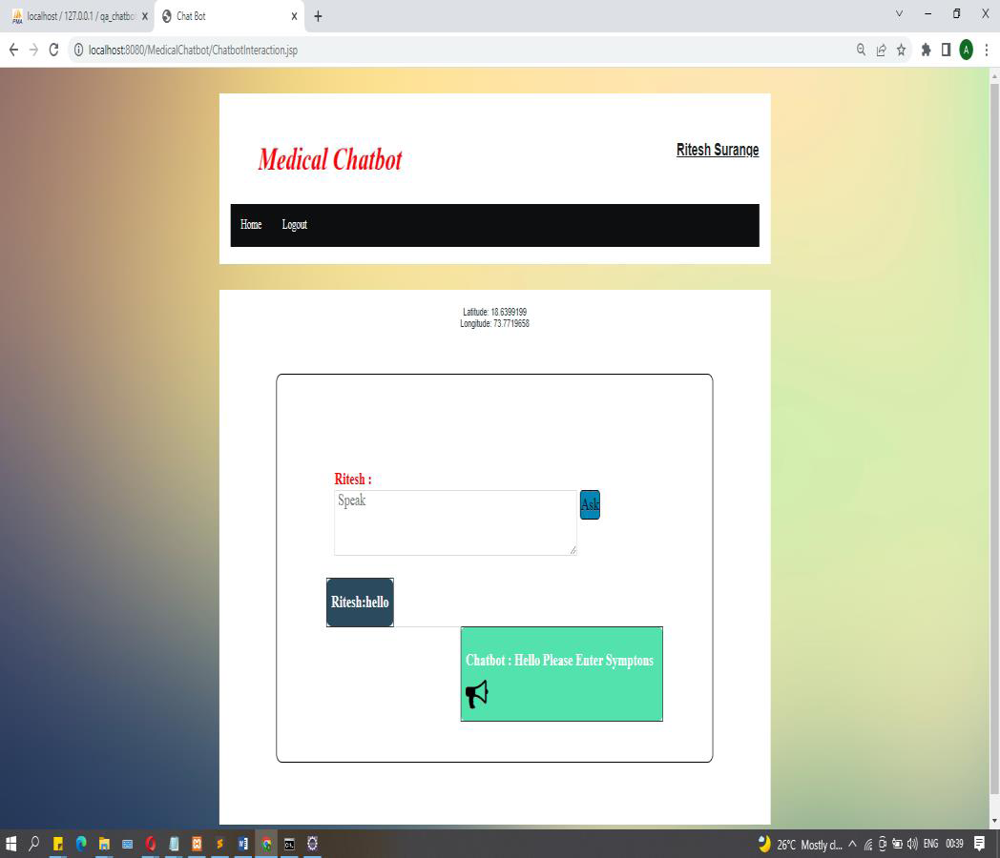 localhost / 127.0.0.1 / qa_chatbo
Chat Bot
localhost:8080/MedicalChatbot/ChatbotInteraction.jsp
A
Medical Chatbot
Ritesh Surange
Home Logout
Latitude: 18.6399199
Longitude: 73.7719658
Ritesh :
Speak
Ask
Ritesh:hello
Chatbot : Hello Please Enter Symptons
26°C Mostly cl... ENG 00:39